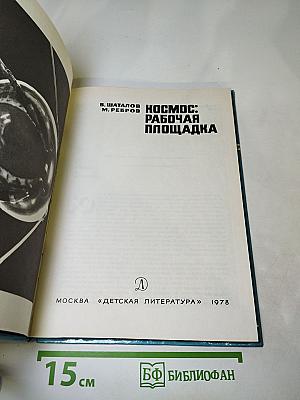 В. ШАТАЛОВ
М. РЕБРОВ
КОСМОС:
РАБОЧАЯ
ПЛОЩАДКА
МОСКВА «ДЕТСКАЯ ЛИТЕРАТУРА» 1978
15 см
БФ БИБЛИОФАН